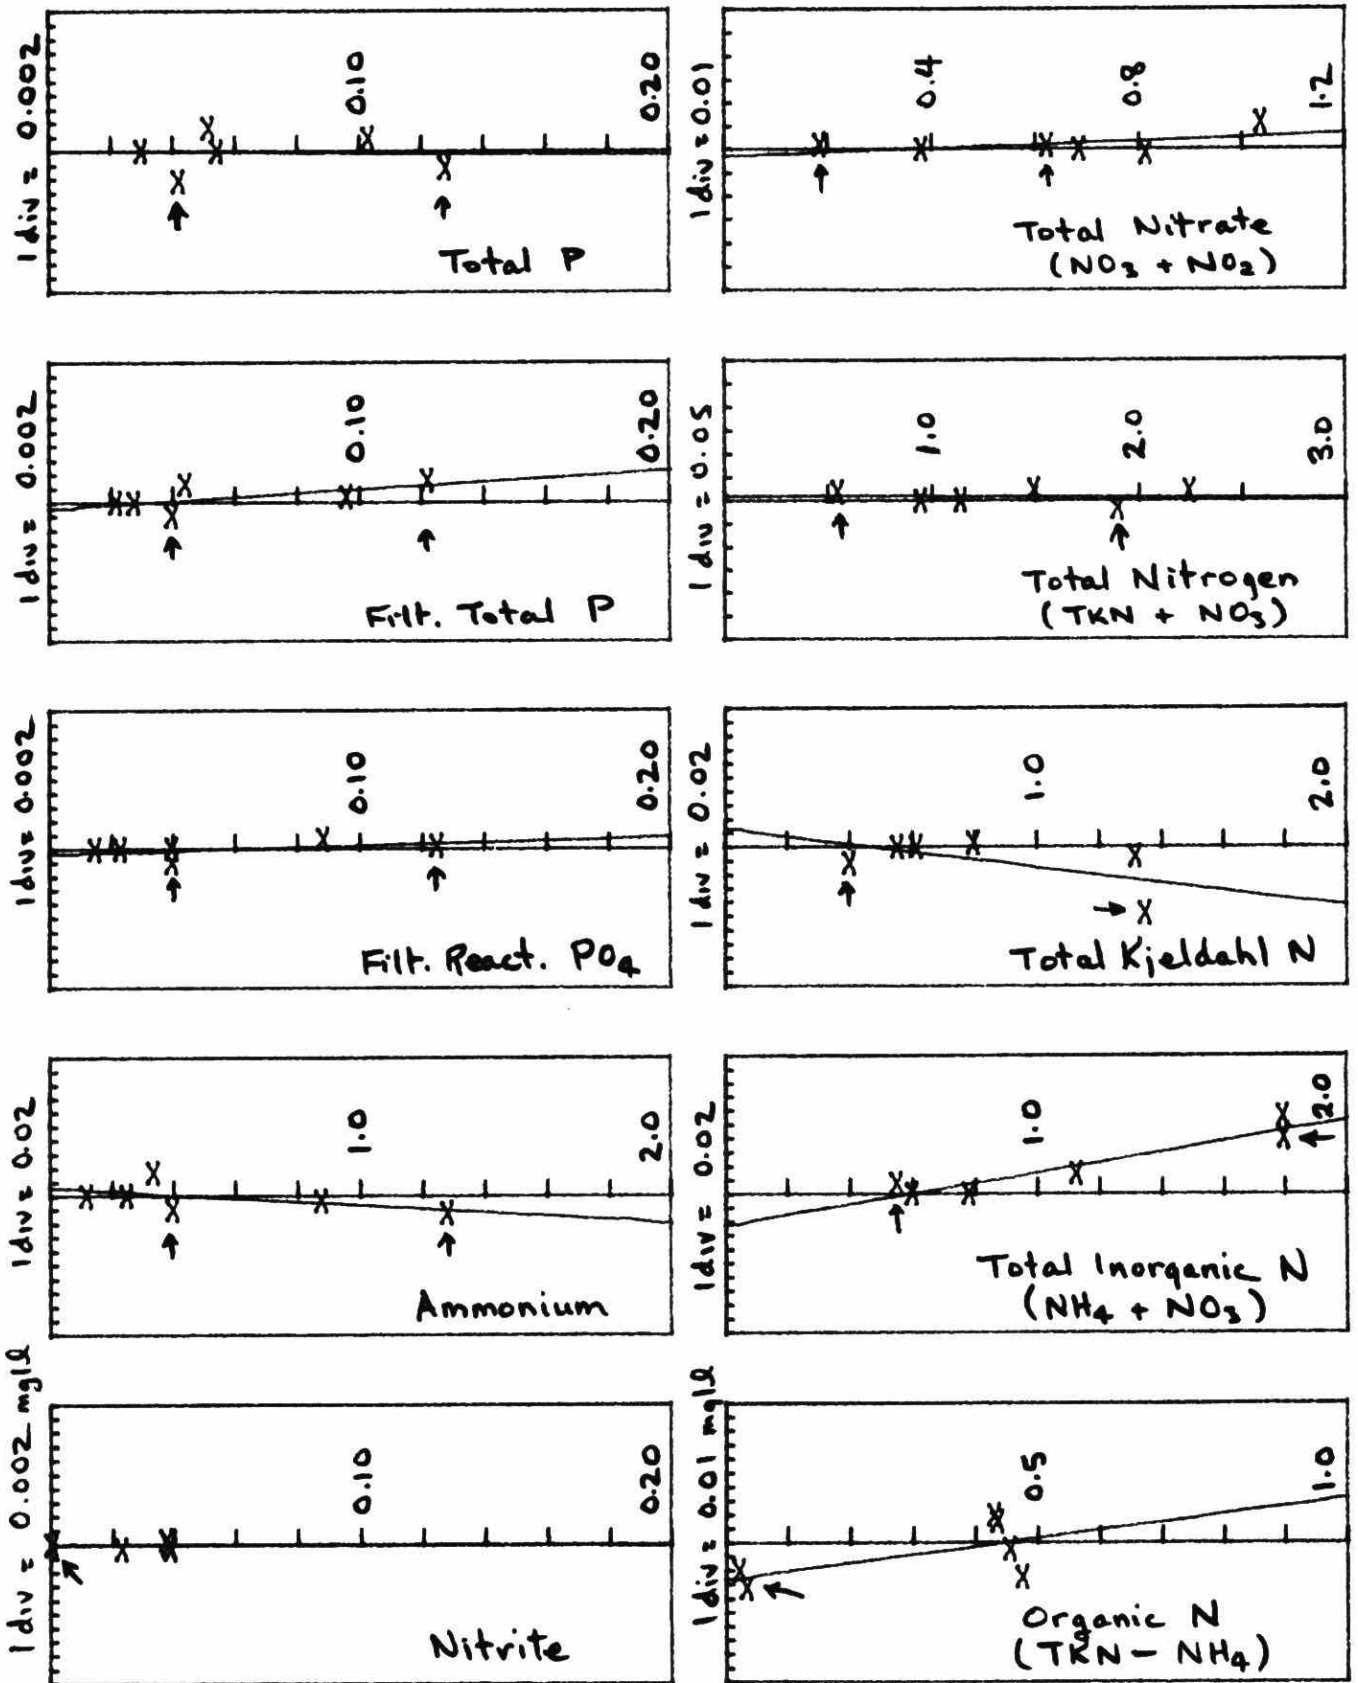 1 div = 0.002
0.10
0.20
Total P
1 div = 0.01
0.4
0.8
1.2
Total Nitrate
(NO₃ + NO₂)
1 div = 0.002
0.10
0.20
Filt. Total P
1 div = 0.05
1.0
2.0
3.0
Total Nitrogen
(TKN + NO₃)
1 div = 0.002
0.10
0.20
Filt. React. PO₄
1 div = 0.02
1.0
2.0
Total Kjeldahl N
1 div = 0.02
1.0
2.0
Ammonium
1 div = 0.02
1.0
2.0
Total Inorganic N
(NH₄ + NO₃)
1 div = 0.002 mg/l
0.10
0.20
Nitrite
1 div = 0.01 mg/l
0.5
1.0
Organic N
(TKN - NH₄)